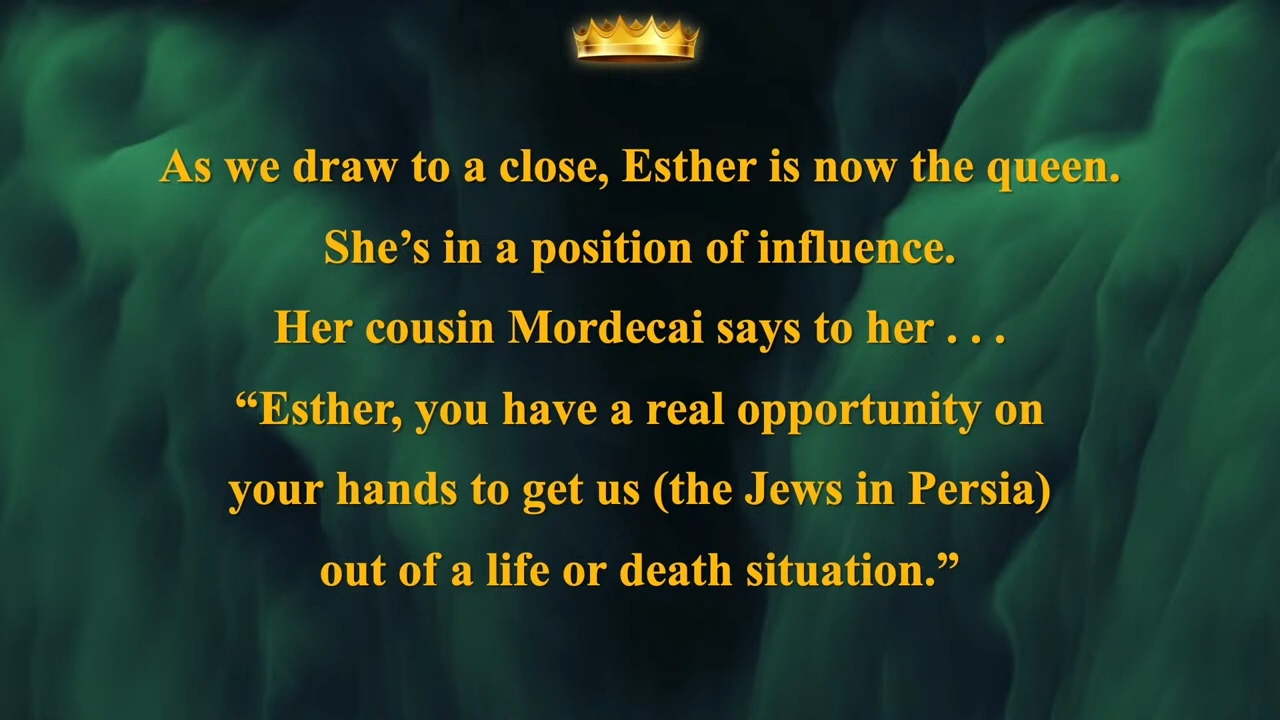 As we draw to a close, Esther is now the queen.
She’s in a position of influence.
Her cousin Mordecai says to her . . .
“Esther, you have a real opportunity on
your hands to get us (the Jews in Persia)
out of a life or death situation.”